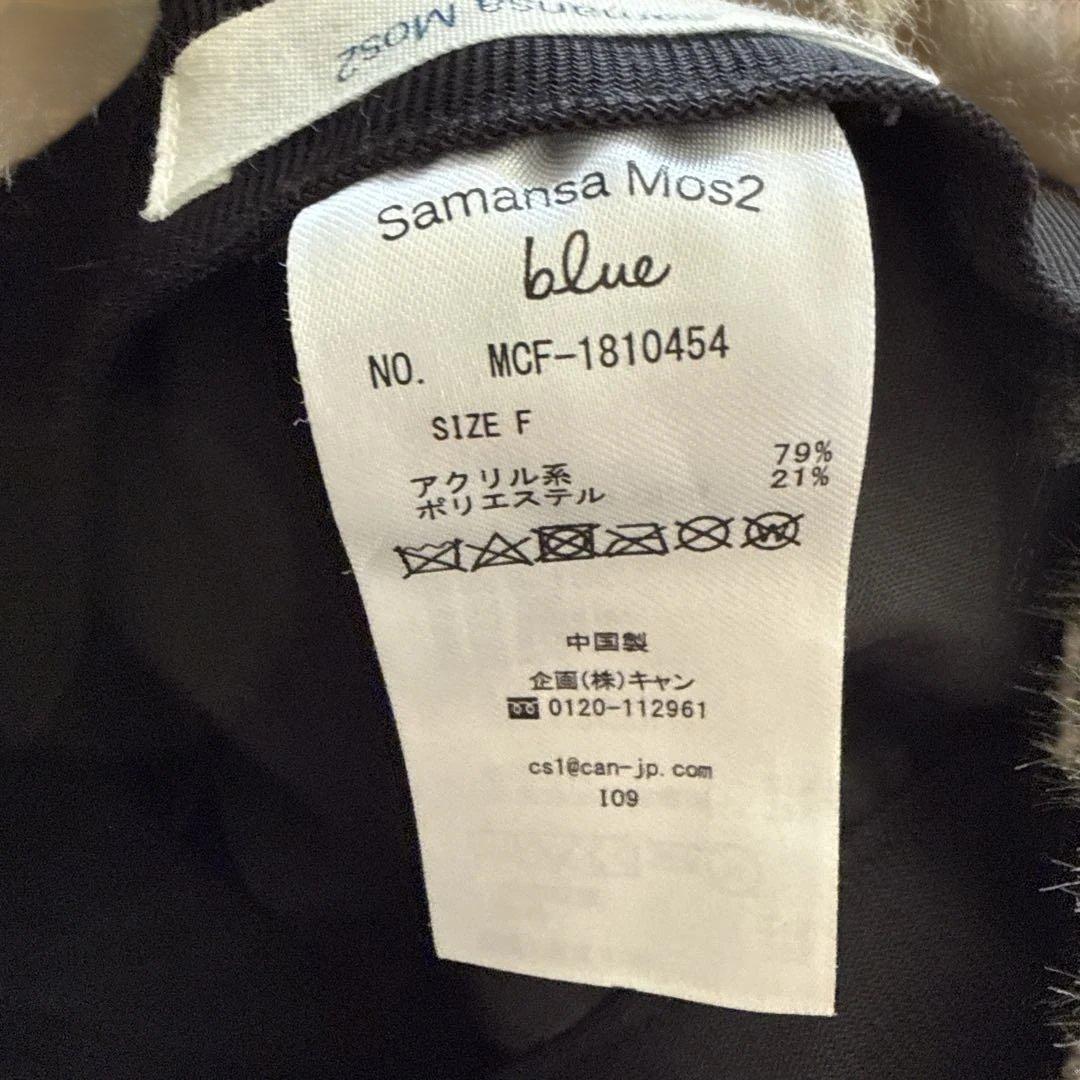 Mos2
Samansa Mos2
blue
NO. MCF-1810454
SIZE F
アクリル系 79%
ポリエステル 21%
中国製
企画(株)キャン
0120-112961
cs1@can-jp.com
I09